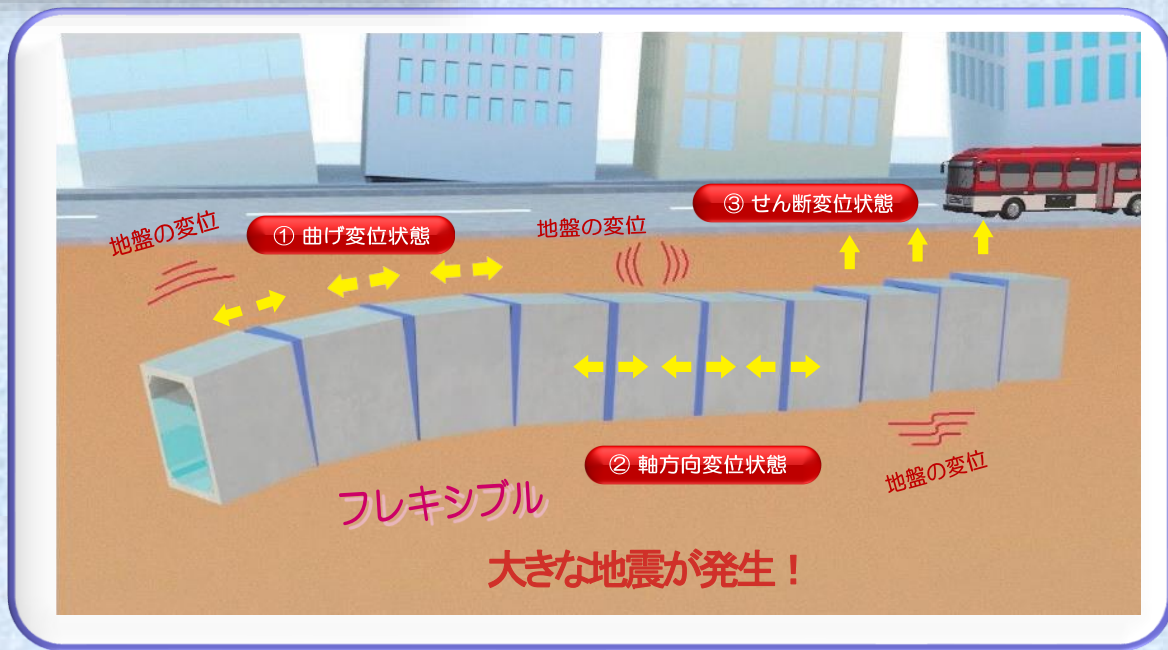 ③ せん断変位状態
地盤の変位
① 曲げ変位状態
地盤の変位
② 軸方向変位状態
地盤の変位
フレキシブル
大きな地震が発生！